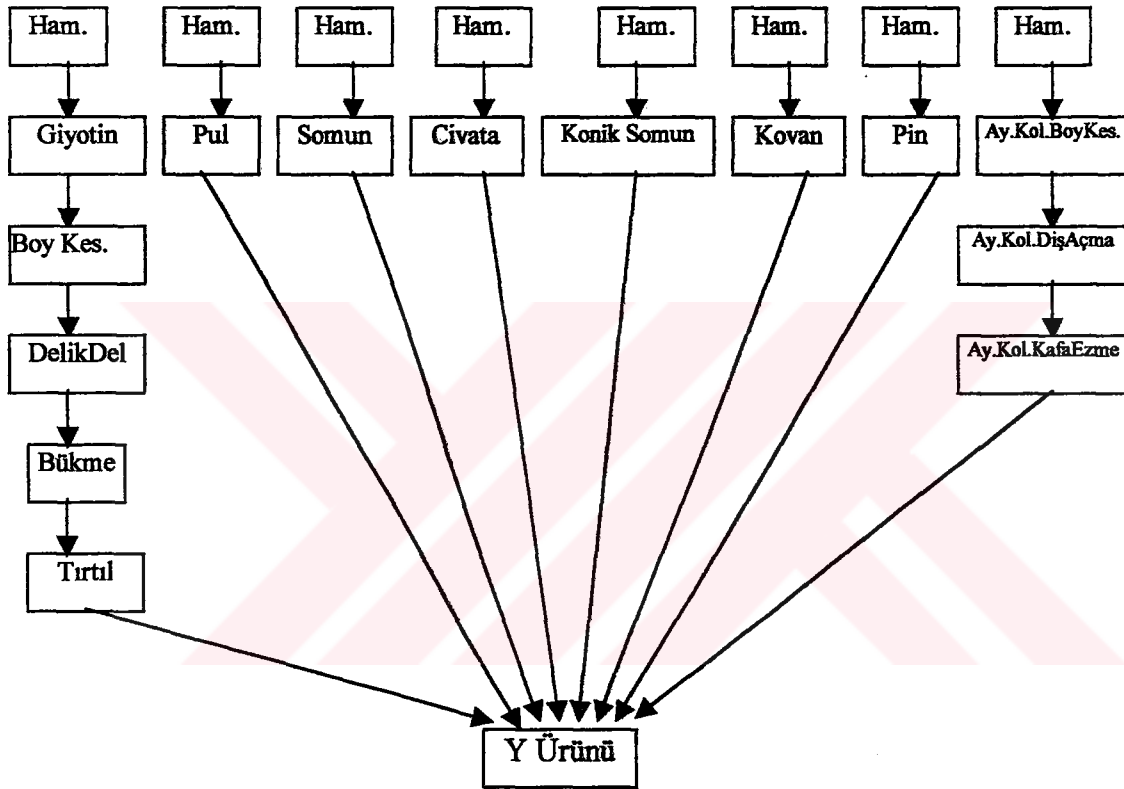 Ham.
Ham.
Ham.
Ham.
Ham.
Ham.
Ham.
Ham.
Giyotin
Pul
Somun
Civata
Konik Somun
Kovan
Pin
Ay.Kol.BoyKes.
Boy Kes.
Ay.Kol.DişAçma
DelikDel
Ay.Kol.KafaEzme
Bükme
Tırtıl
Y Ürünü